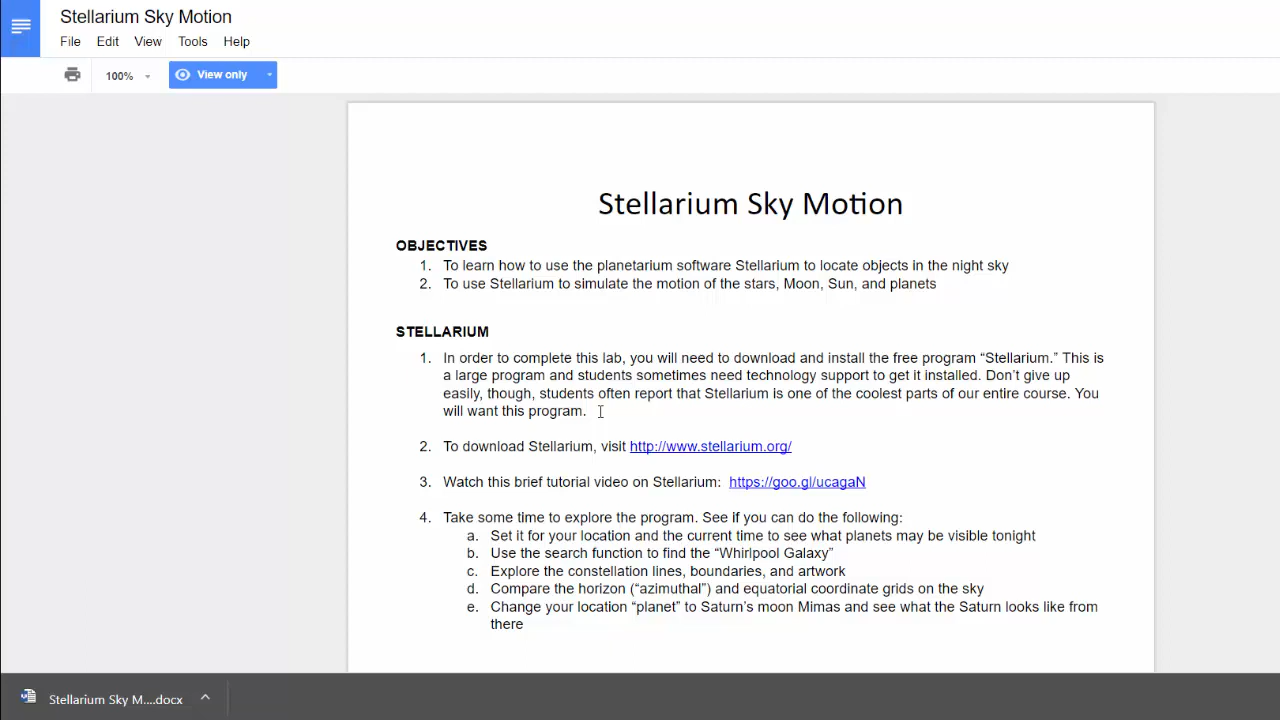 Stellarium Sky Motion
File Edit View Tools Help
100% View only
Stellarium Sky Motion
OBJECTIVES
1. To learn how to use the planetarium software Stellarium to locate objects in the night sky
2. To use Stellarium to simulate the motion of the stars, Moon, Sun, and planets
STELLARIUM
1. In order to complete this lab, you will need to download and install the free program “Stellarium.” This is
a large program and students sometimes need technology support to get it installed. Don’t give up
easily, though, students often report that Stellarium is one of the coolest parts of our entire course. You
will want this program.
2. To download Stellarium, visit http://www.stellarium.org/
3. Watch this brief tutorial video on Stellarium: https://goo.gl/ucagaN
4. Take some time to explore the program. See if you can do the following:
a. Set it for your location and the current time to see what planets may be visible tonight
b. Use the search function to find the “Whirlpool Galaxy”
c. Explore the constellation lines, boundaries, and artwork
d. Compare the horizon (“azimuthal”) and equatorial coordinate grids on the sky
e. Change your location “planet” to Saturn’s moon Mimas and see what the Saturn looks like from
there
Stellarium Sky M....docx